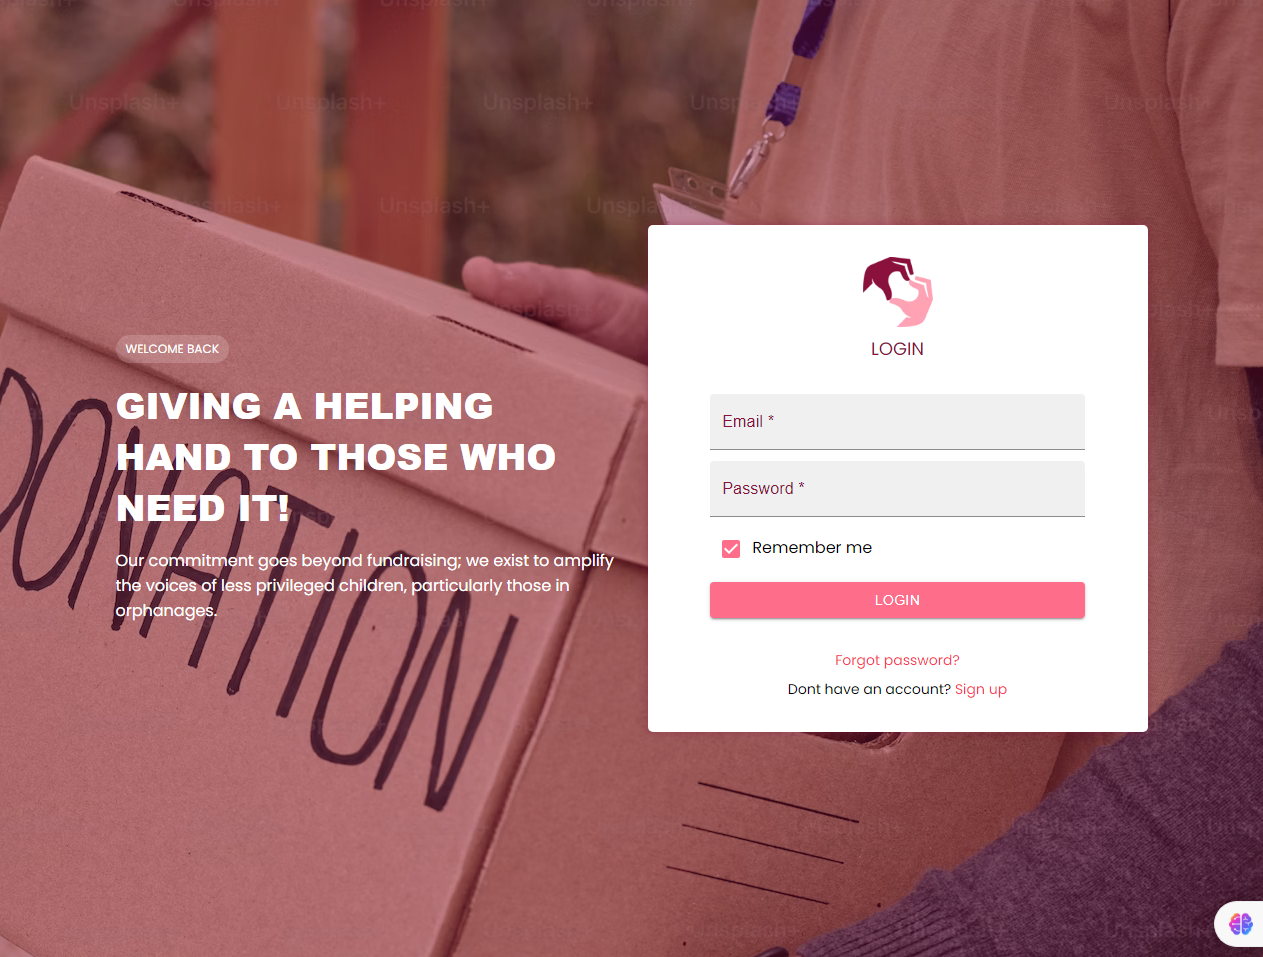 Unsplash+
WELCOME BACK
GIVING A HELPING
HAND TO THOSE WHO
NEED IT!
Our commitment goes beyond fundraising; we exist to amplify
the voices of less privileged children, particularly those in
orphanages.
DONATION
LOGIN
Email *
Password *
Remember me
LOGIN
Forgot password?
Dont have an account? Sign up